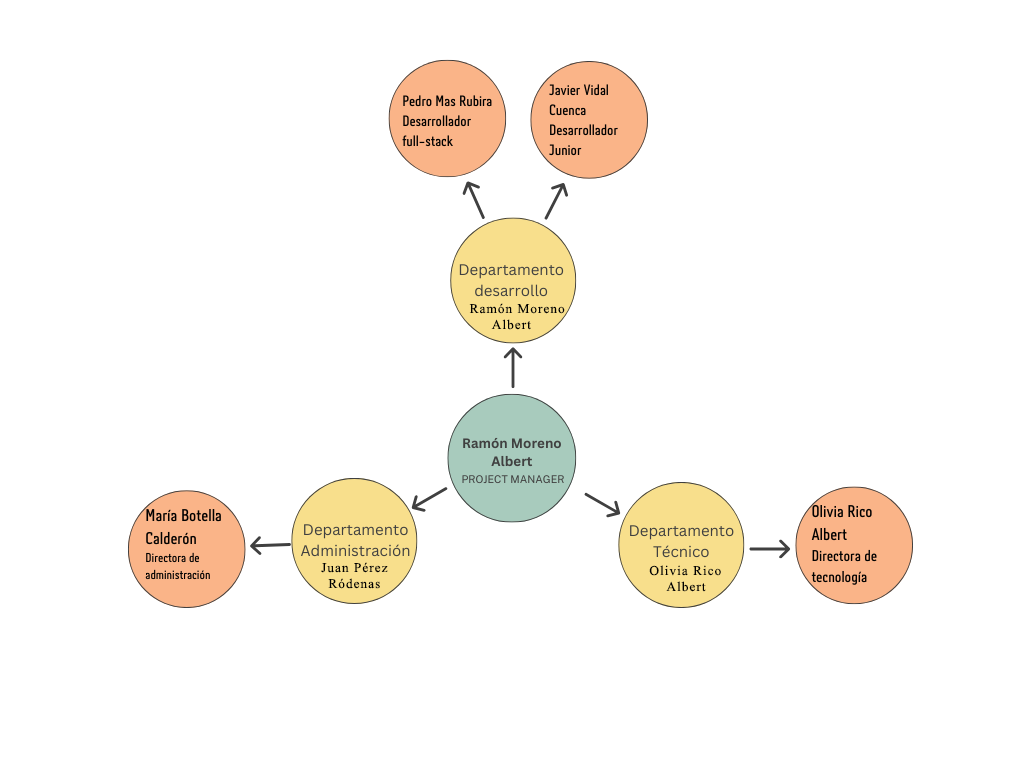 Pedro Mas Rubira
Desarrollador
full-stack
Javier Vidal
Cuenca
Desarrollador
Junior
Departamento
desarrollo
Ramón Moreno
Albert
Ramón Moreno
Albert
PROJECT MANAGER
María Botella
Calderón
Directora de
administración
Departamento
Administración
Juan Pérez
Ródenas
Departamento
Técnico
Olivia Rico
Albert
Olivia Rico
Albert
Directora de
tecnología